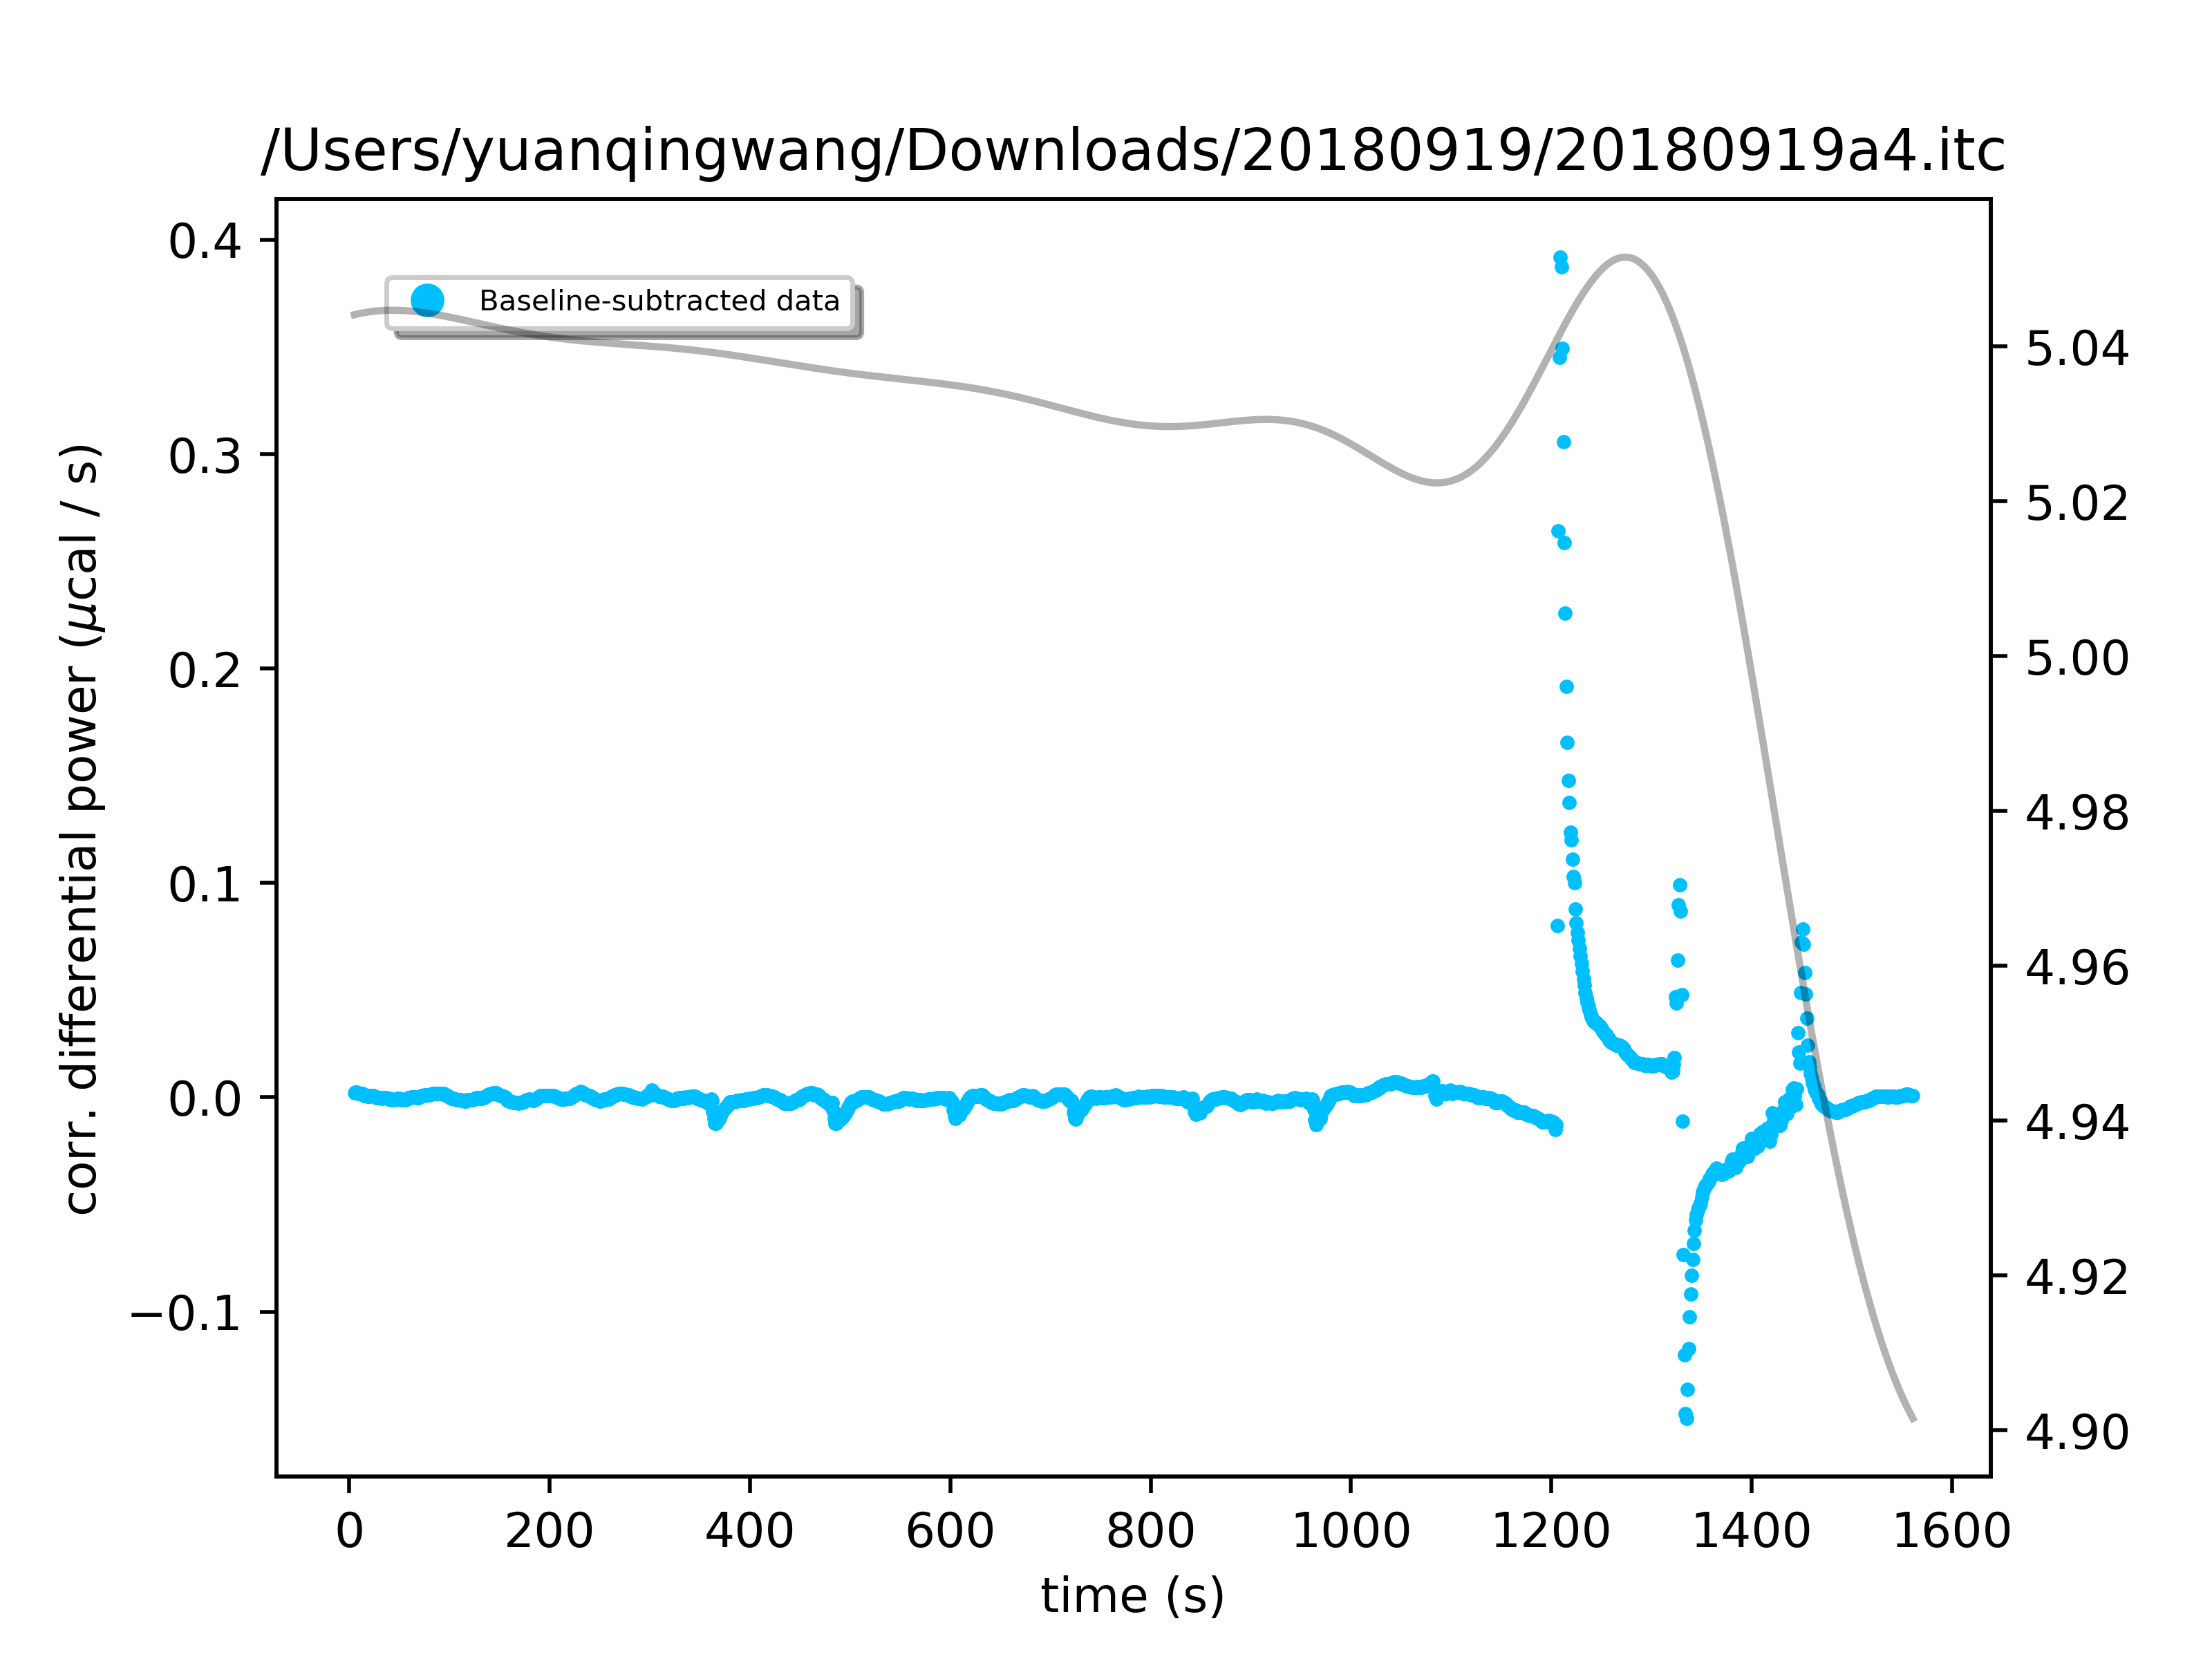 /Users/yuanqingwang/Downloads/20180919/20180919a4.itc
Baseline-subtracted data
corr. differential power (μcal / s)
0.4
0.3
0.2
0.1
0.0
−0.1
5.04
5.02
5.00
4.98
4.96
4.94
4.92
4.90
0 200 400 600 800 1000 1200 1400 1600
time (s)